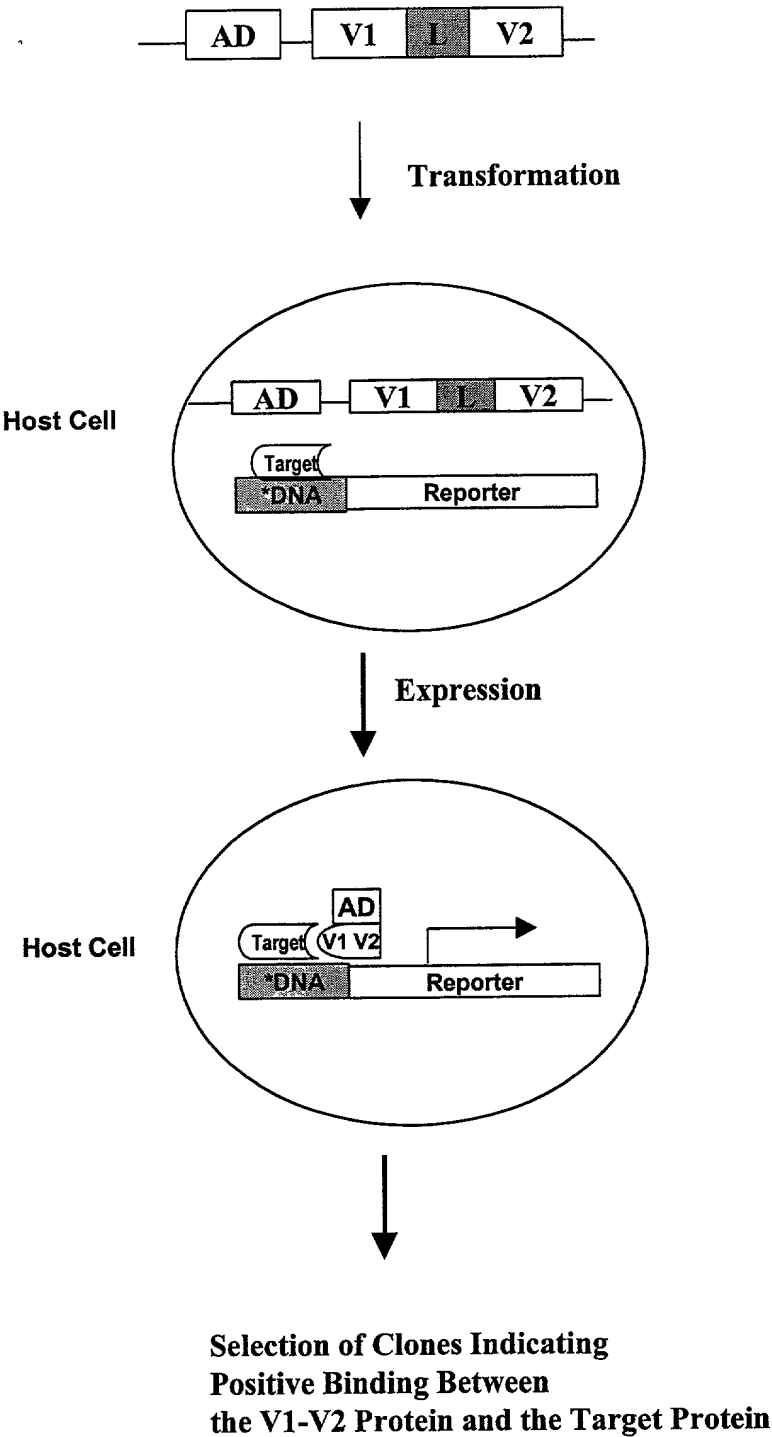 AD V1 L V2
Transformation
Host Cell
AD V1 L V2
Target
*DNA Reporter
Expression
Host Cell
AD
Target V1 V2
*DNA Reporter
Selection of Clones Indicating
Positive Binding Between
the V1-V2 Protein and the Target Protein